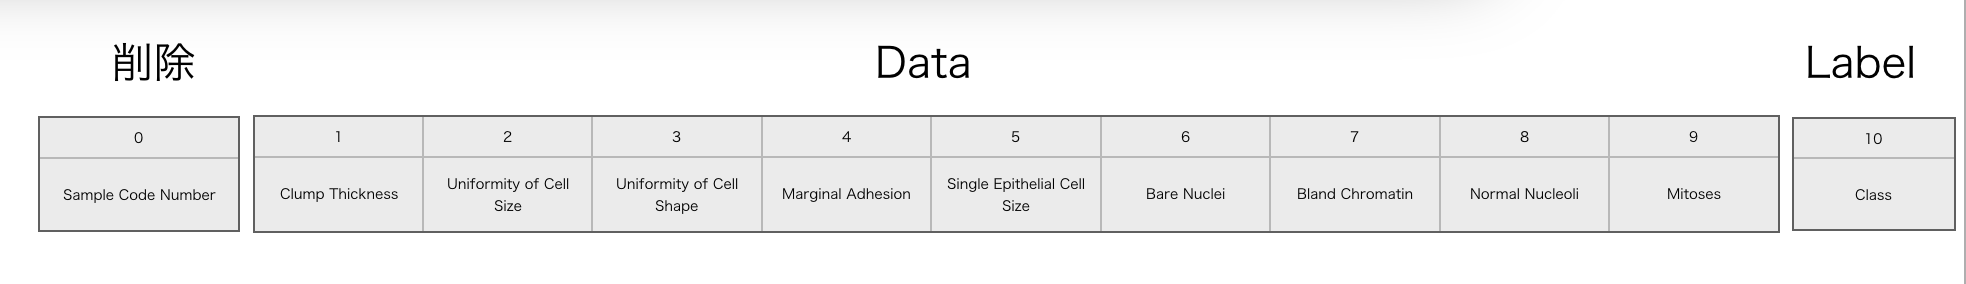 削除
Data
Label
0
1
2
3
4
5
6
7
8
9
10
Sample Code Number
Clump Thickness
Uniformity of Cell
Size
Uniformity of Cell
Shape
Marginal Adhesion
Single Epithelial Cell
Size
Bare Nuclei
Bland Chromatin
Normal Nucleoli
Mitoses
Class